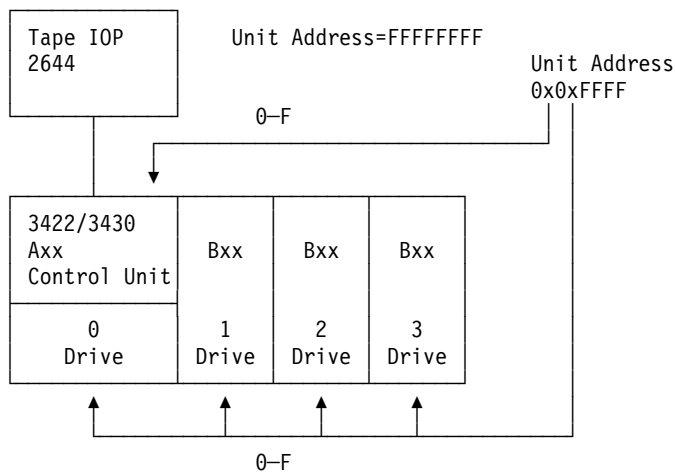 Tape IOP
2644
Unit Address=FFFFFFFF
Unit Address
0x0xFFFF
0—F
3422/3430
Axx
Control Unit
Bxx
Bxx
Bxx
0
Drive
1
Drive
2
Drive
3
Drive
0—F